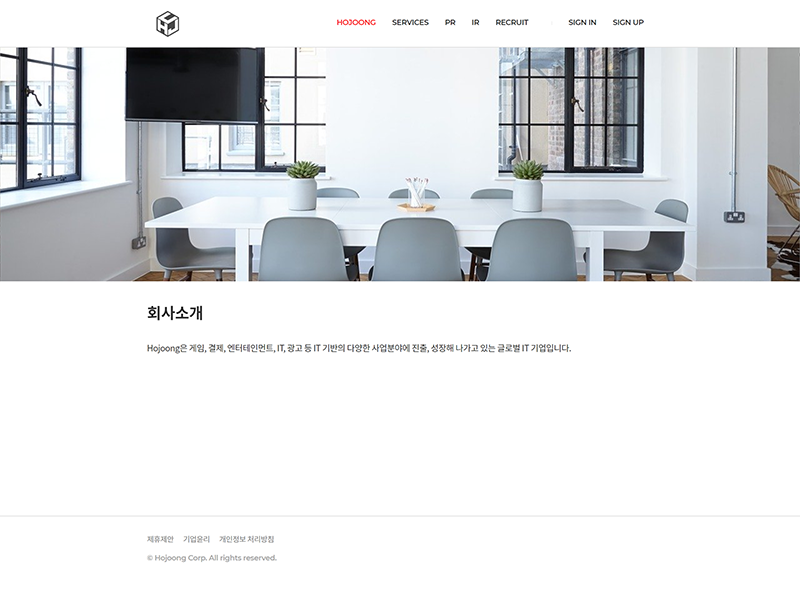 HOJOONG SERVICES PR IR RECRUIT SIGN IN SIGN UP
회사소개
Hojoong은 게임, 결제, 엔터테인먼트, IT, 광고 등 IT 기반의 다양한 사업분야에 진출, 성장해 나가고 있는 글로벌 IT 기업입니다.
제휴제안 기업윤리 개인정보 처리방침
© Hojoong Corp. All rights reserved.